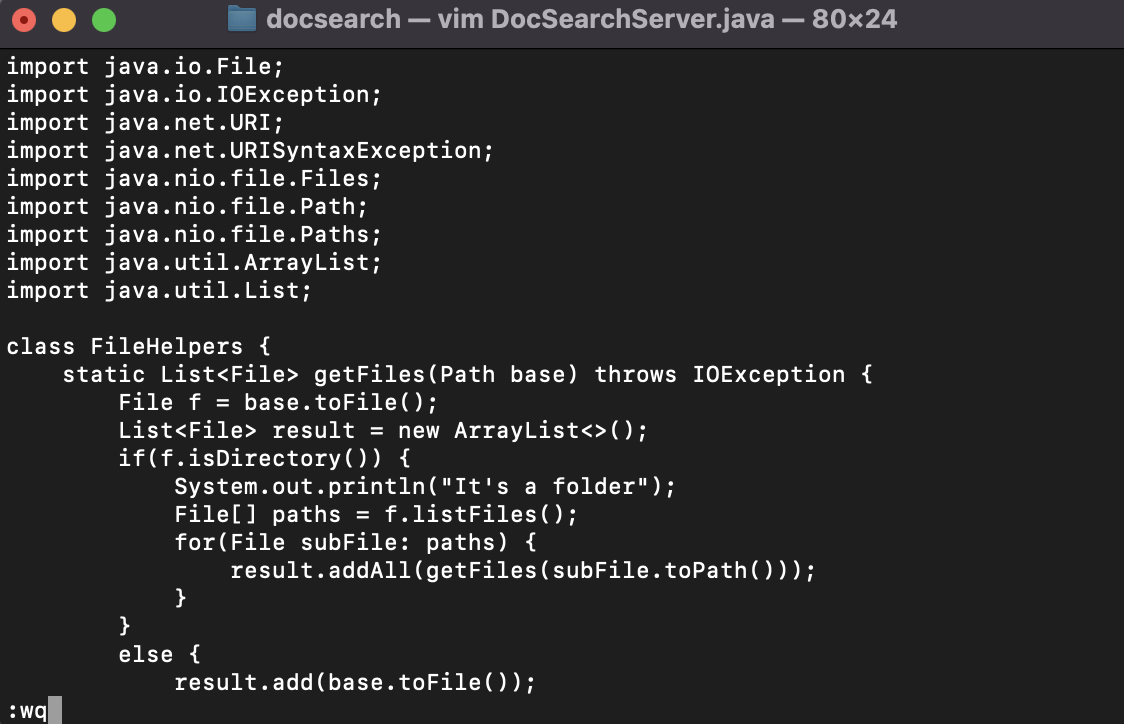 docsearch — vim DocSearchServer.java — 80×24
import java.io.File;
import java.io.IOException;
import java.net.URI;
import java.net.URISyntaxException;
import java.nio.file.Files;
import java.nio.file.Path;
import java.nio.file.Paths;
import java.util.ArrayList;
import java.util.List;

class FileHelpers {
    static List<File> getFiles(Path base) throws IOException {
        File f = base.toFile();
        List<File> result = new ArrayList<>();
        if(f.isDirectory()) {
            System.out.println("It's a folder");
            File[] paths = f.listFiles();
            for(File subFile: paths) {
                result.addAll(getFiles(subFile.toPath()));
            }
        }
        else {
            result.add(base.toFile());
:wq